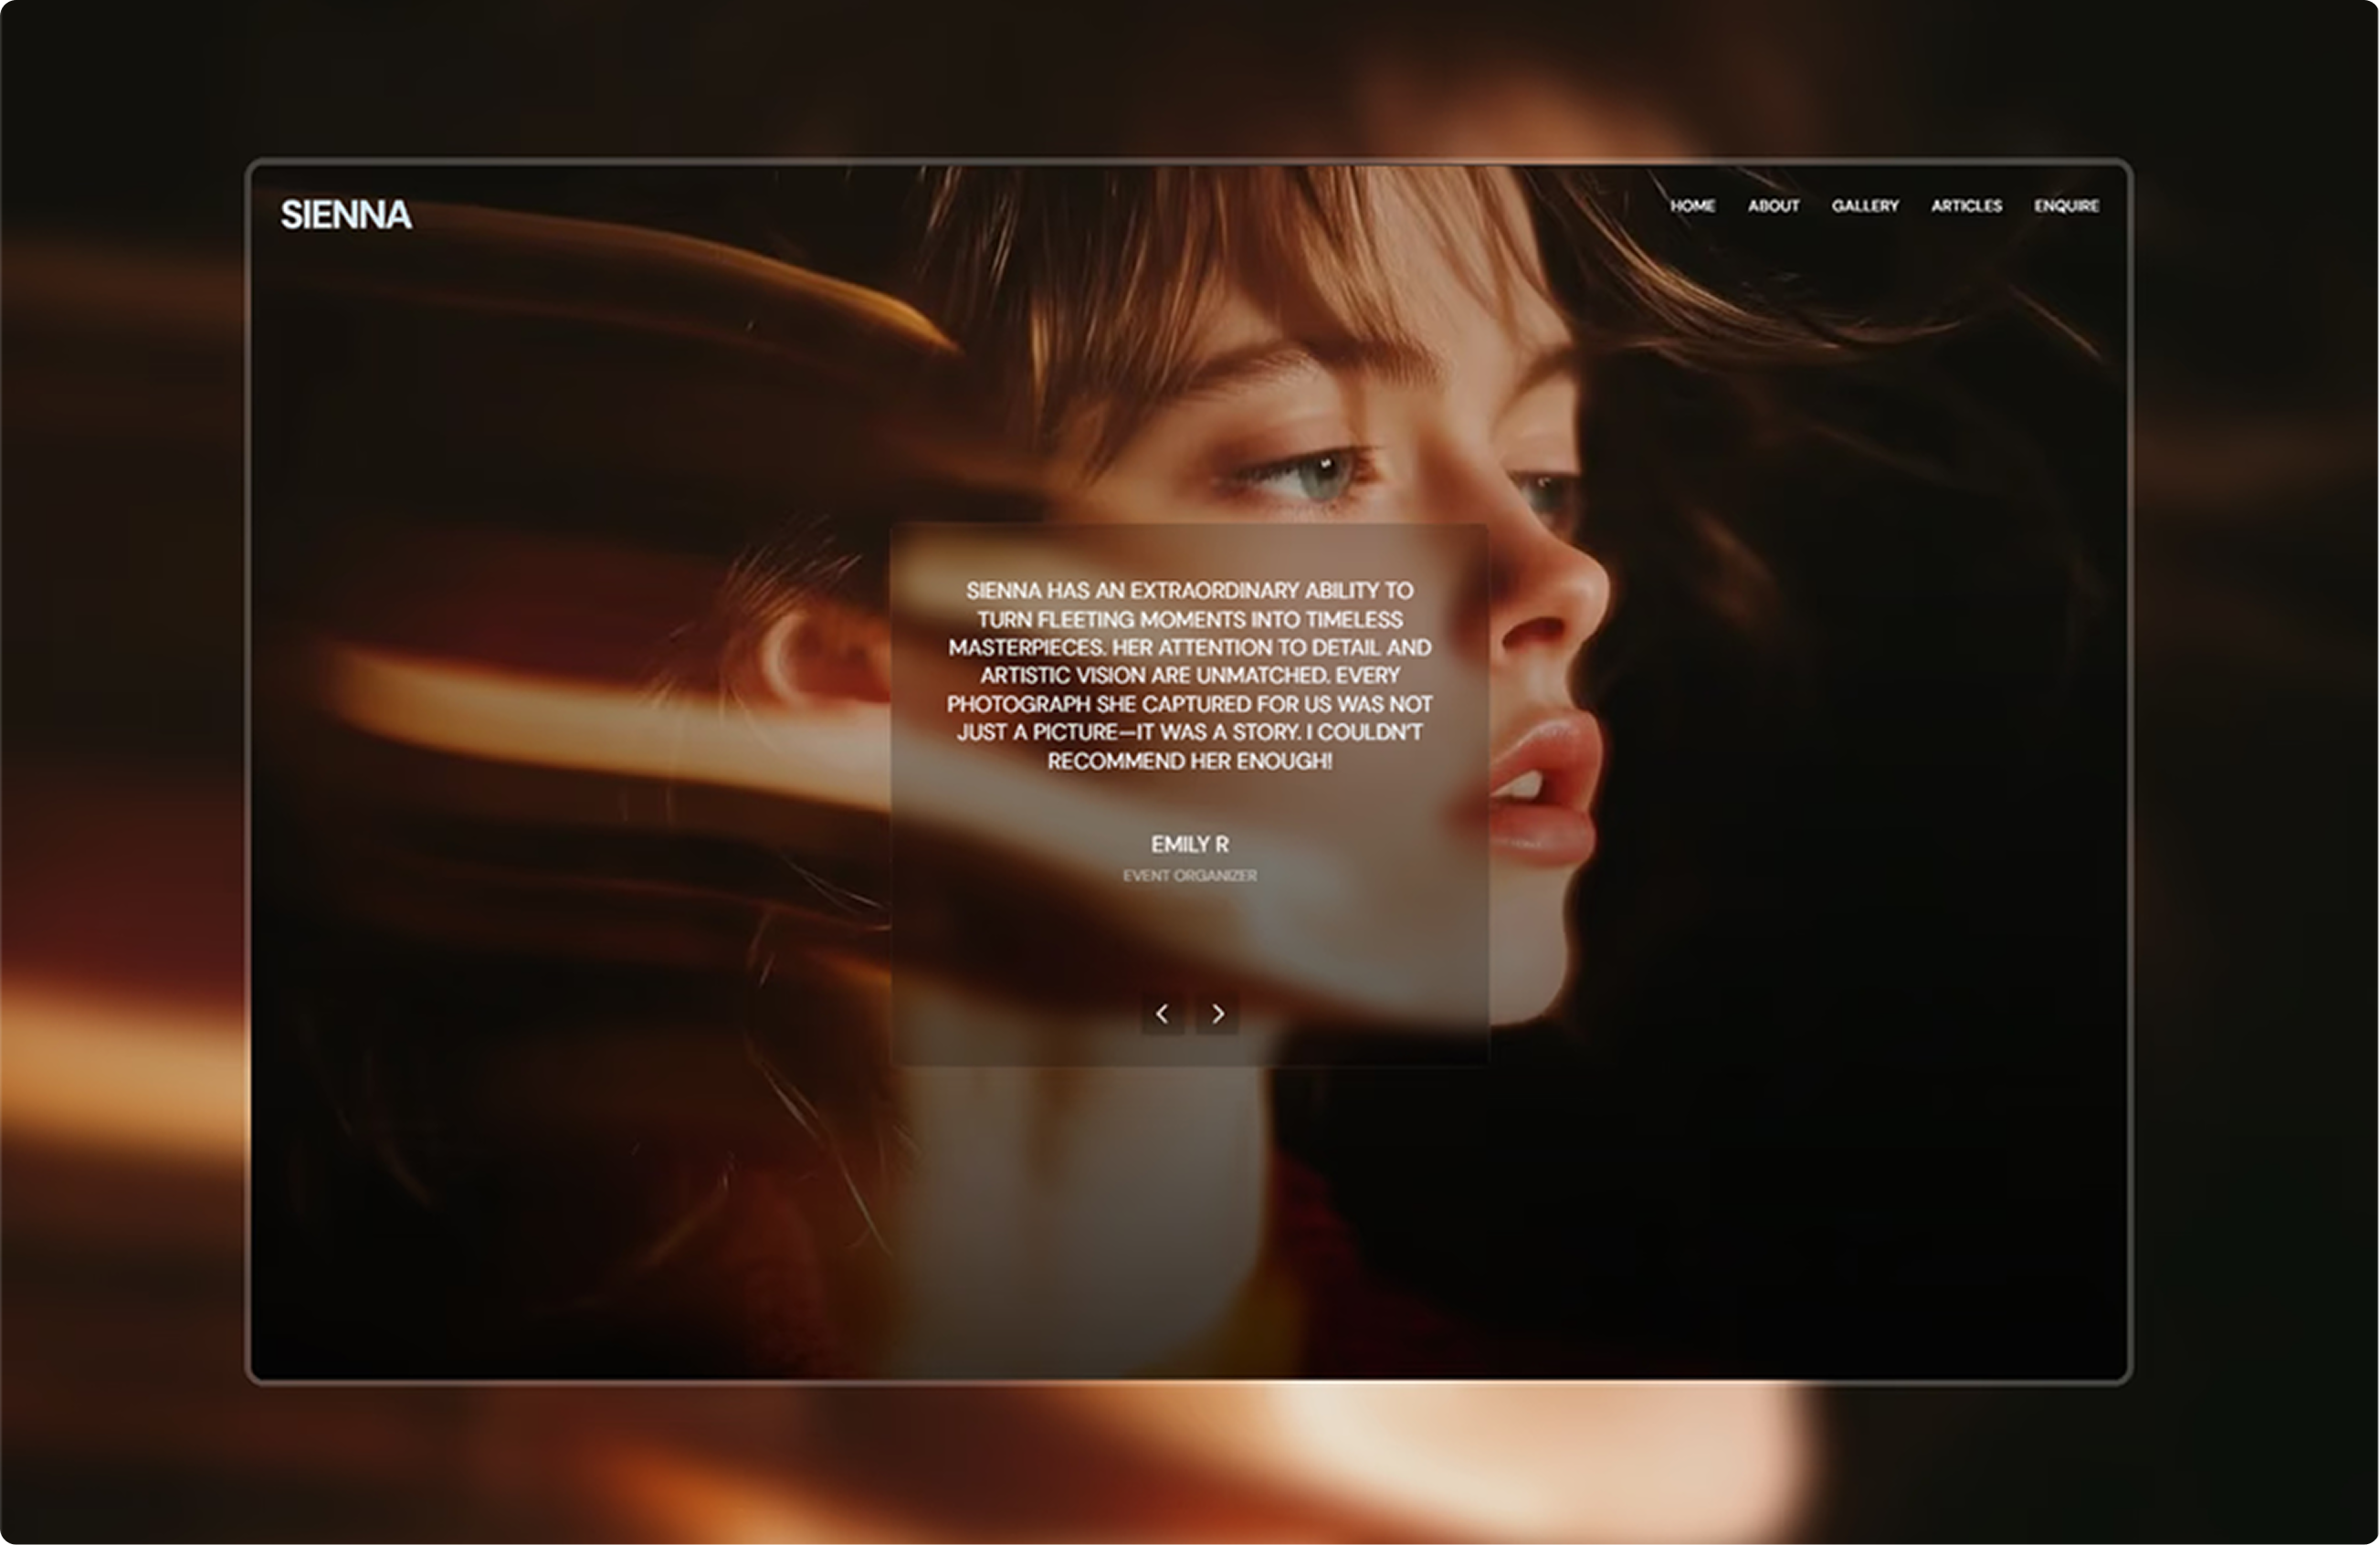 SIENNA
HOME ABOUT GALLERY ARTICLES ENQUIRE
SIENNA HAS AN EXTRAORDINARY ABILITY TO
TURN FLEETING MOMENTS INTO TIMELESS
MASTERPIECES. HER ATTENTION TO DETAIL AND
ARTISTIC VISION ARE UNMATCHED. EVERY
PHOTOGRAPH SHE CAPTURED FOR US WAS NOT
JUST A PICTURE—IT WAS A STORY. I COULDN'T
RECOMMEND HER ENOUGH!
EMILY R
EVENT ORGANIZER